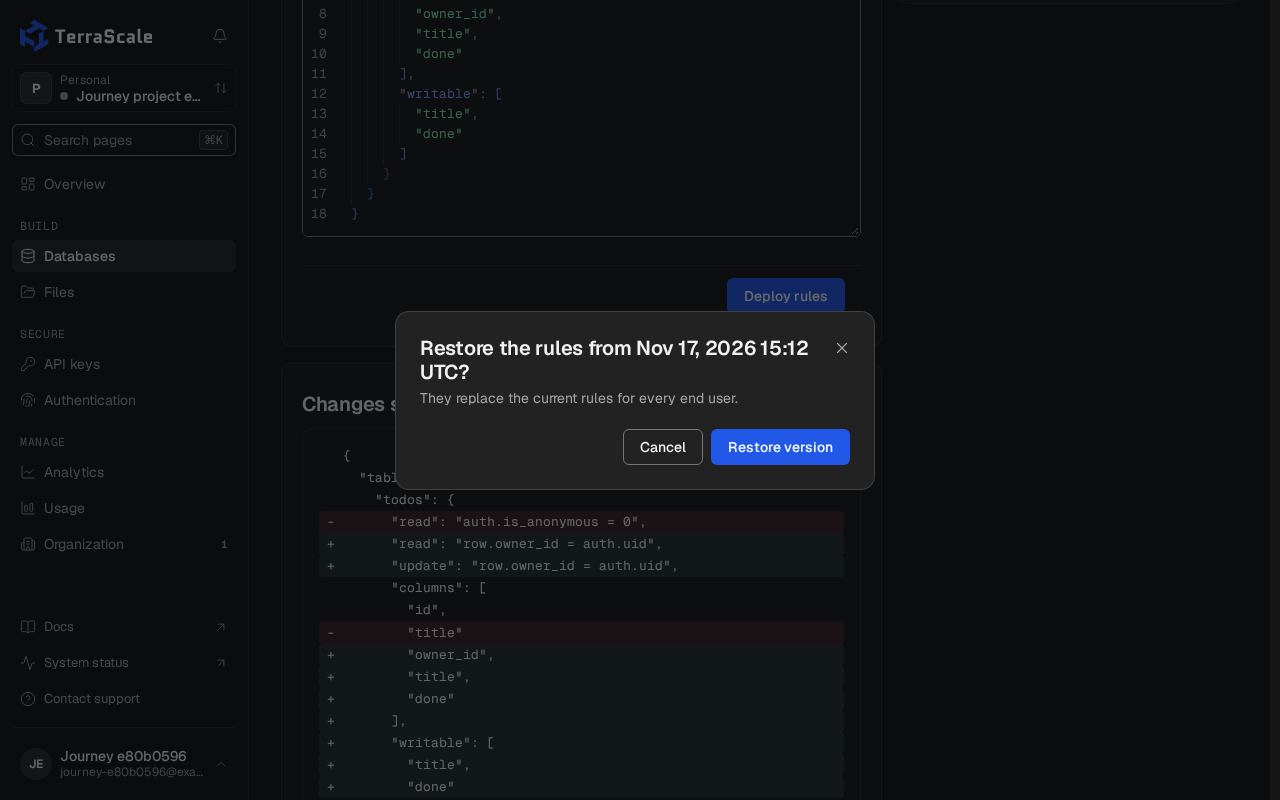 TerraScale
P
Personal
Journey project e...
Search pages
⌘K
Overview
BUILD
Databases
Files
SECURE
API keys
Authentication
MANAGE
Analytics
Usage
Organization
1
Docs
System status
Contact support
JE
Journey e80b0596
journey-e80b0596@exa...
8 "owner_id",
9 "title",
10 "done"
11 ],
12 "writable": [
13 "title",
14 "done"
15 ]
16 }
17 }
18 }
Deploy rules
Restore the rules from Nov 17, 2026 15:12
UTC?
They replace the current rules for every end user.
Cancel
Restore version
Changes s
{
"tabl
"todos": {
- "read": "auth.is_anonymous = 0",
+ "read": "row.owner_id = auth.uid",
+ "update": "row.owner_id = auth.uid",
"columns": [
"id",
- "title"
+ "owner_id",
+ "title",
+ "done"
+ ],
+ "writable": [
+ "title",
+ "done"